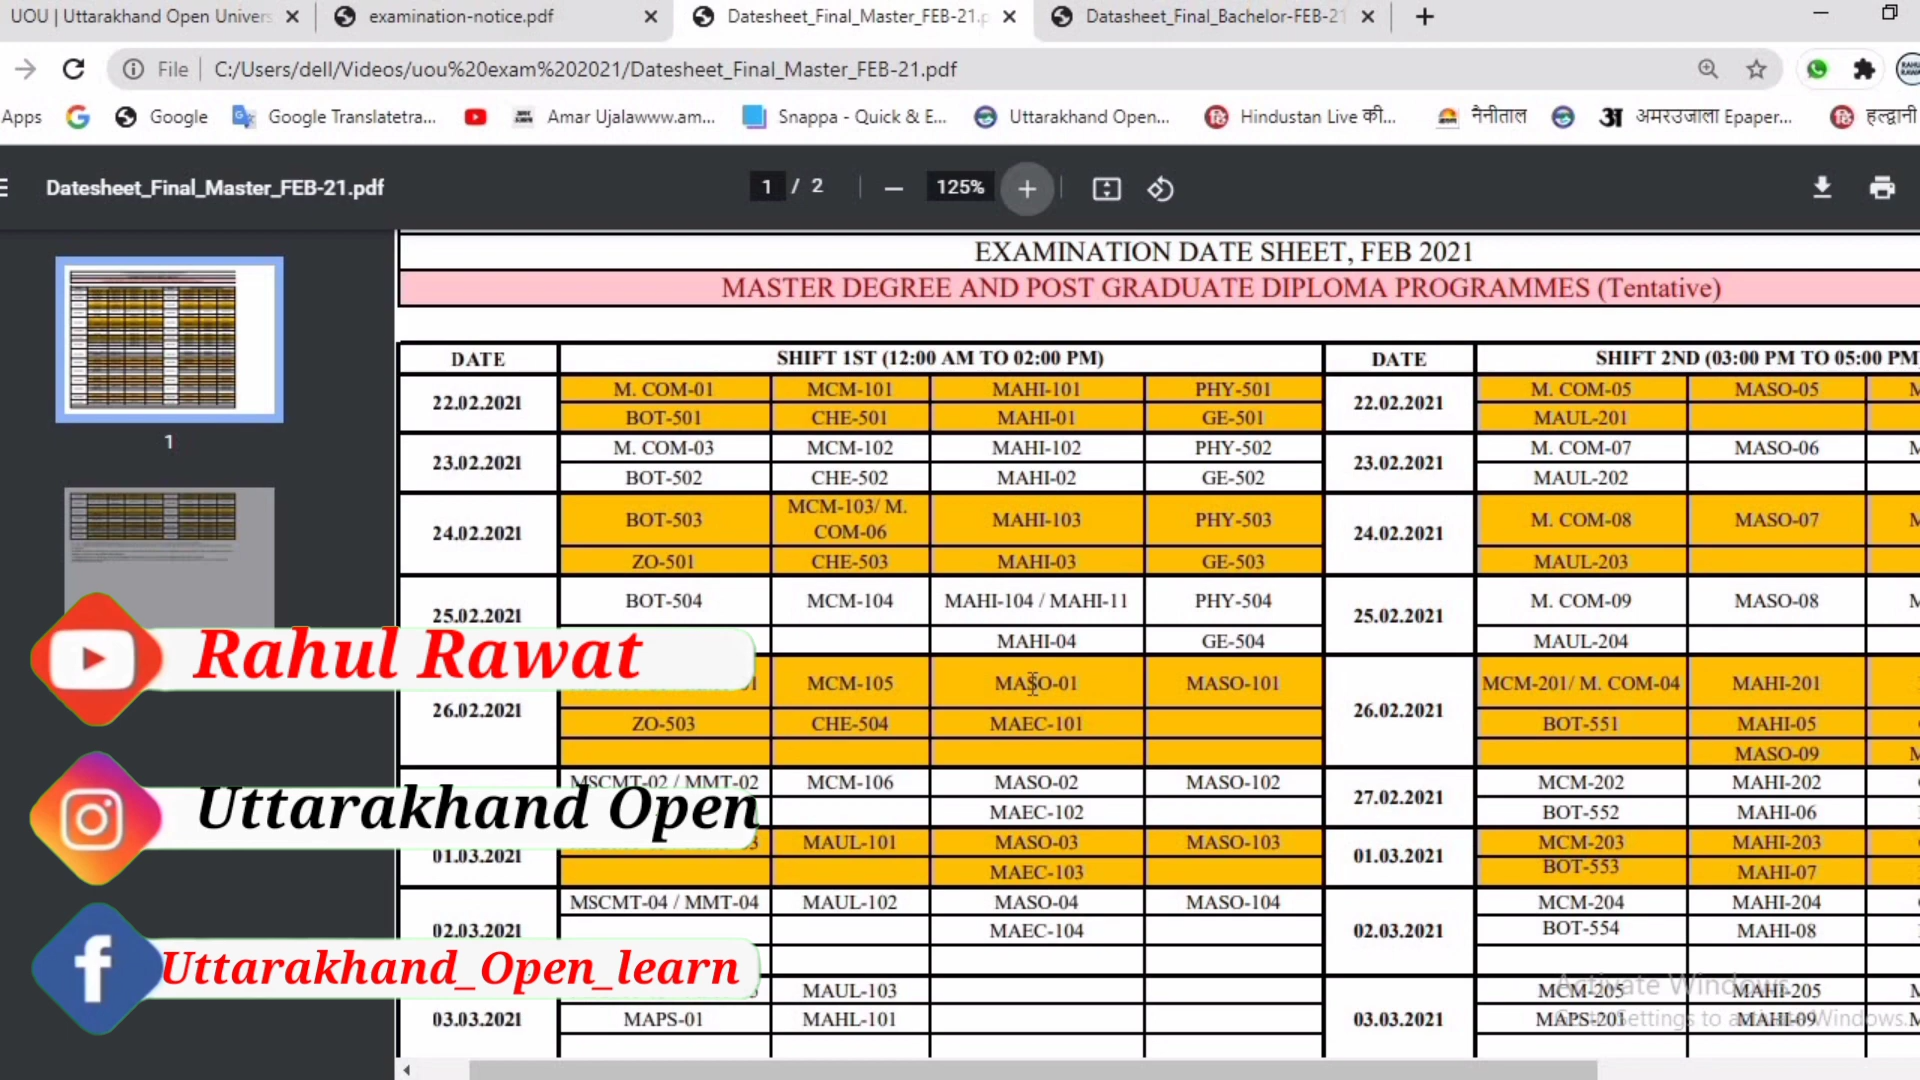 UOU | Uttarakhand Open Univers
examination-notice.pdf
Datesheet_Final_Master_FEB-21.p
Datasheet_Final_Bachelor-FEB-21
File
C:/Users/dell/Videos/uou%20exam%202021/Datesheet_Final_Master_FEB-21.pdf
Apps
Google
Google Translatetra...
Amar Ujalawww.am...
Snappa - Quick & E...
Uttarakhand Open...
Hindustan Live की...
नैनीताल
अमरउजाला Epaper...
हल्द्वानी
Datesheet_Final_Master_FEB-21.pdf
1 / 2
125%
1
EXAMINATION DATE SHEET, FEB 2021
MASTER DEGREE AND POST GRADUATE DIPLOMA PROGRAMMES (Tentative)
DATE SHIFT 1ST (12:00 AM TO 02:00 PM) DATE SHIFT 2ND (03:00 PM TO 05:00 PM
22.02.2021 M. COM-01 MCM-101 MAHI-101 PHY-501 22.02.2021 M. COM-05 MASO-05
BOT-501 CHE-501 MAHI-01 GE-501 MAUL-201
23.02.2021 M. COM-03 MCM-102 MAHI-102 PHY-502 23.02.2021 M. COM-07 MASO-06
BOT-502 CHE-502 MAHI-02 GE-502 MAUL-202
24.02.2021 BOT-503 MCM-103/ M. COM-06 MAHI-103 PHY-503 24.02.2021 M. COM-08 MASO-07
ZO-501 CHE-503 MAHI-03 GE-503 MAUL-203
25.02.2021 BOT-504 MCM-104 MAHI-104 / MAHI-11 PHY-504 25.02.2021 M. COM-09 MASO-08
MAHI-04 GE-504 MAUL-204
26.02.2021 MCM-105 MASO-01 MASO-101 26.02.2021 MCM-201/ M. COM-04 MAHI-201
ZO-503 CHE-504 MAEC-101 BOT-551 MAHI-05
MASO-09
MSCMT-02 / MMT-02 MCM-106 MASO-02 MASO-102 27.02.2021 MCM-202 MAHI-202
MAEC-102 BOT-552 MAHI-06
01.03.2021 MAUL-101 MASO-03 MASO-103 01.03.2021 MCM-203 MAHI-203
MAEC-103 BOT-553 MAHI-07
02.03.2021 MSCMT-04 / MMT-04 MAUL-102 MASO-04 MASO-104 02.03.2021 MCM-204 MAHI-204
MAEC-104 BOT-554 MAHI-08
03.03.2021 MAUL-103 03.03.2021 MCM-205 MAHI-205
MAPS-01 MAHL-101 MAPS-201 MAHI-09
Rahul Rawat
Uttarakhand Open
Uttarakhand_Open_learn
Activate Windows
Go to Settings to activate Windows.